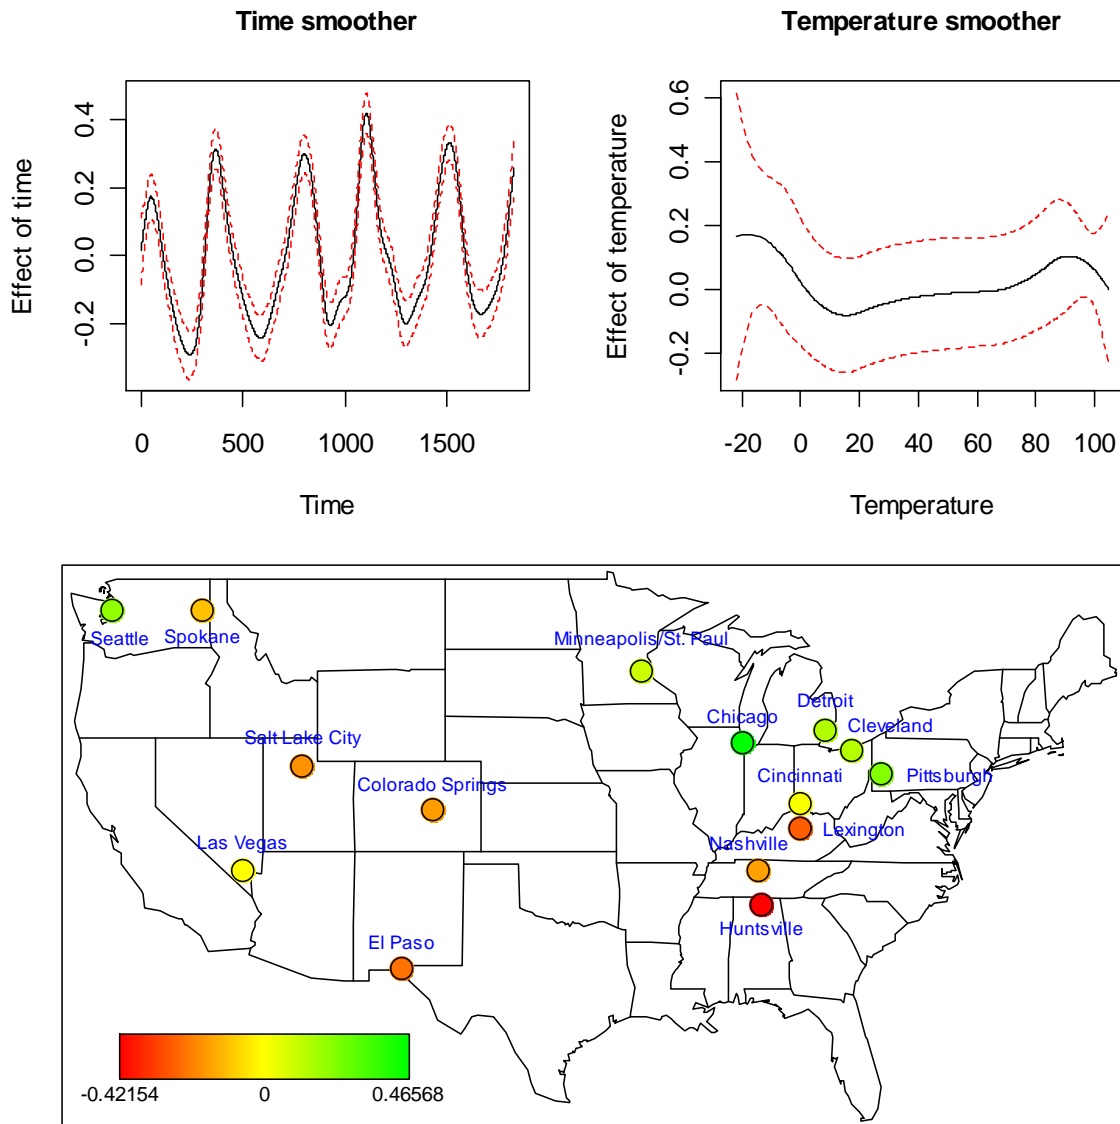 Time smoother
Temperature smoother
Effect of time
-0.2 0.0 0.2 0.4
0 500 1000 1500
Time
Effect of temperature
-0.2 0.0 0.2 0.4 0.6
-20 0 20 40 60 80 100
Temperature
Seattle
Spokane
Minneapolis/St. Paul
Detroit
Chicago
Cleveland
Salt Lake City
Cincinnati
Pittsburgh
Colorado Springs
Lexington
Las Vegas
Nashville
Huntsville
El Paso
-0.42154 0 0.46568